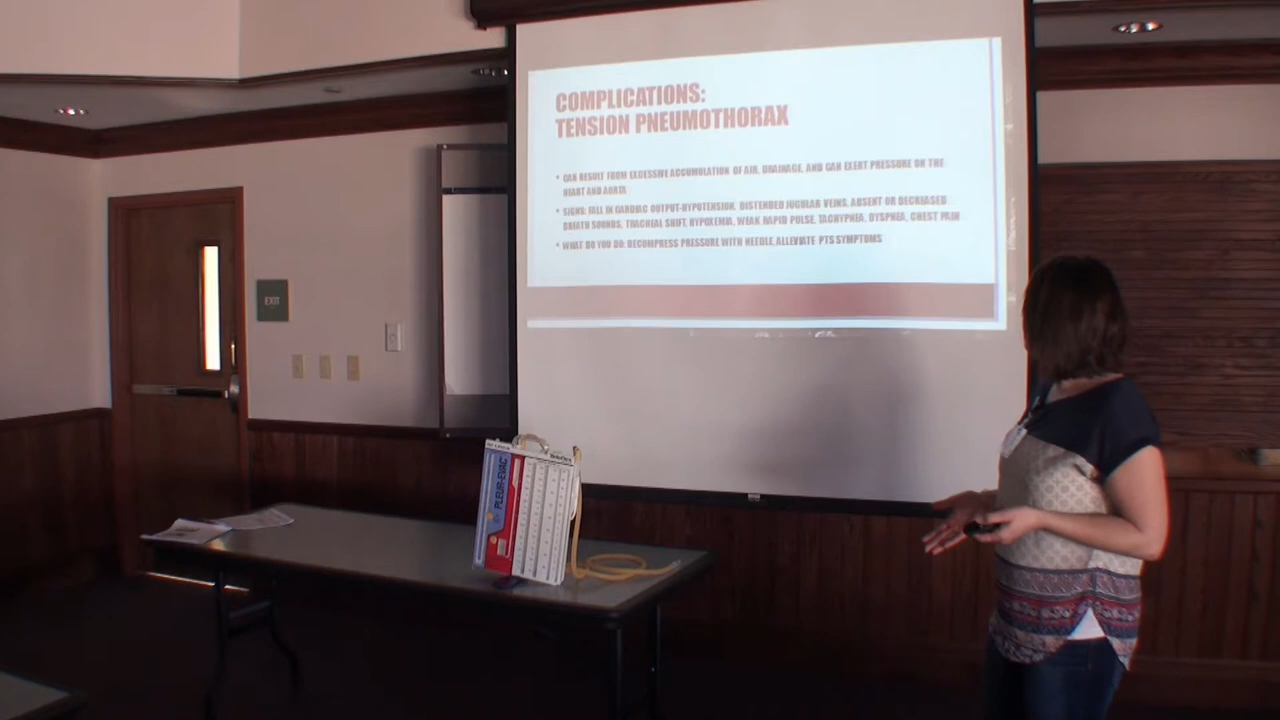 COMPLICATIONS:
TENSION PNEUMOTHORAX
• CAN RESULT FROM EXCESSIVE ACCUMULATION OF AIR, DRAINAGE, AND CAN EXERT PRESSURE ON THE
HEART AND AORTA
• SIGNS: FALL IN CARDIAC OUTPUT-HYPUTENSION, DISTENDED JUGULAR VEINS, ABSENT OR DECREASED
BREATH SOUNDS, TRACHEAL SHIFT, HYPOXEMIA, WEAK RAPID PULSE, TACHYPNEA, DYSPNEA, CHEST PAIN
• WHAT DO YOU DO: DECOMPRESS PRESSURE WITH NEEDLE, ALLEVIATE PTS SYMPTOMS
EXIT
PLEUR-EVAC